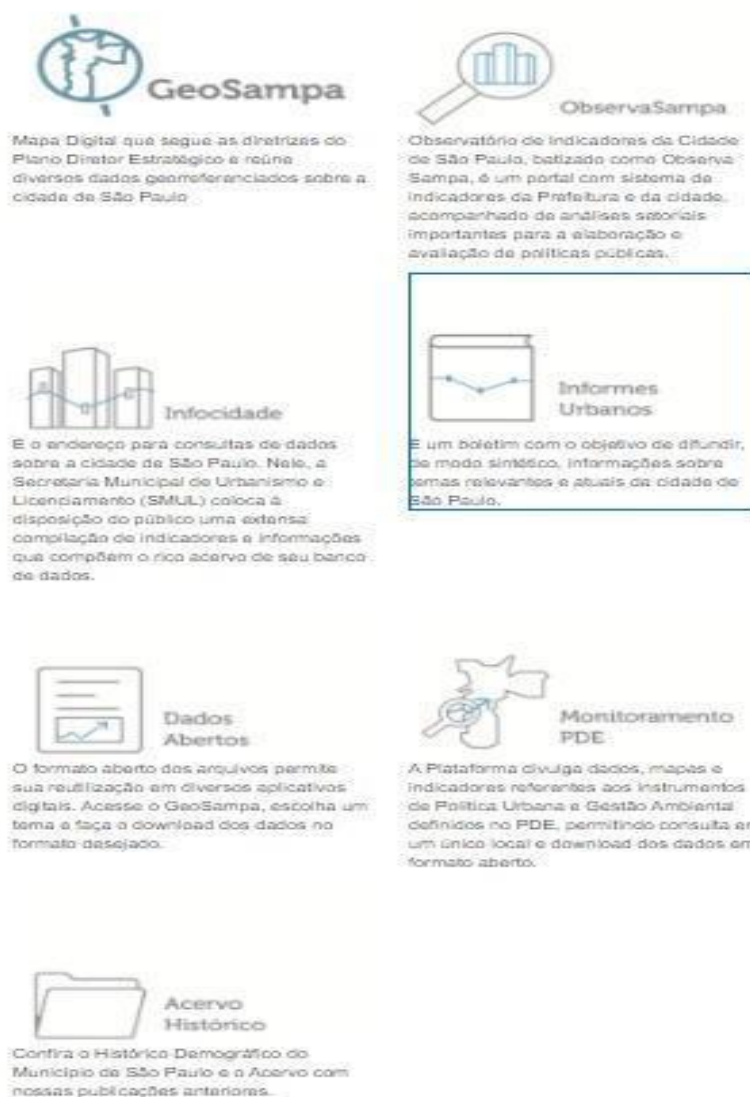 GeoSampa
Mapa Digital que segue as diretrizes do
Plano Diretor Estratégico e reúne
diversos dados georreferenciados sobre a
cidade de São Paulo
ObservaSampa
Observatório de Indicadores da Cidade
de São Paulo, batizado como Observa
Sampa, é um portal com sistema de
indicadores da Prefeitura e da cidade,
acompanhado de análises setoriais
importantes para a elaboração e
avaliação de políticas públicas.
Infocidade
É o endereço para consultas de dados
sobre a cidade de São Paulo. Nele, a
Secretaria Municipal de Urbanismo e
Licenciamento (SMUL) coloca à
disposição do público uma extensa
compilação de indicadores e informações
que compõem o rico acervo de seu banco
de dados.
Informes
Urbanos
É um boletim com o objetivo de difundir,
de modo sintético, informações sobre
temas relevantes e atuais da cidade de
São Paulo.
Dados
Abertos
O formato aberto dos arquivos permite
sua reutilização em diversos aplicativos
digitais. Acesse o GeoSampa, escolha um
tema e faça o download dos dados no
formato desejado.
Monitoramento
PDE
A Plataforma divulga dados, mapas e
indicadores referentes aos instrumentos
de Política Urbana e Gestão Ambiental
definidos no PDE, permitindo consulta em
um único local e download dos dados em
formato aberto.
Acervo
Histórico
Confira o Histórico Demográfico do
Município de São Paulo e o Acervo com
nossas publicações anteriores.